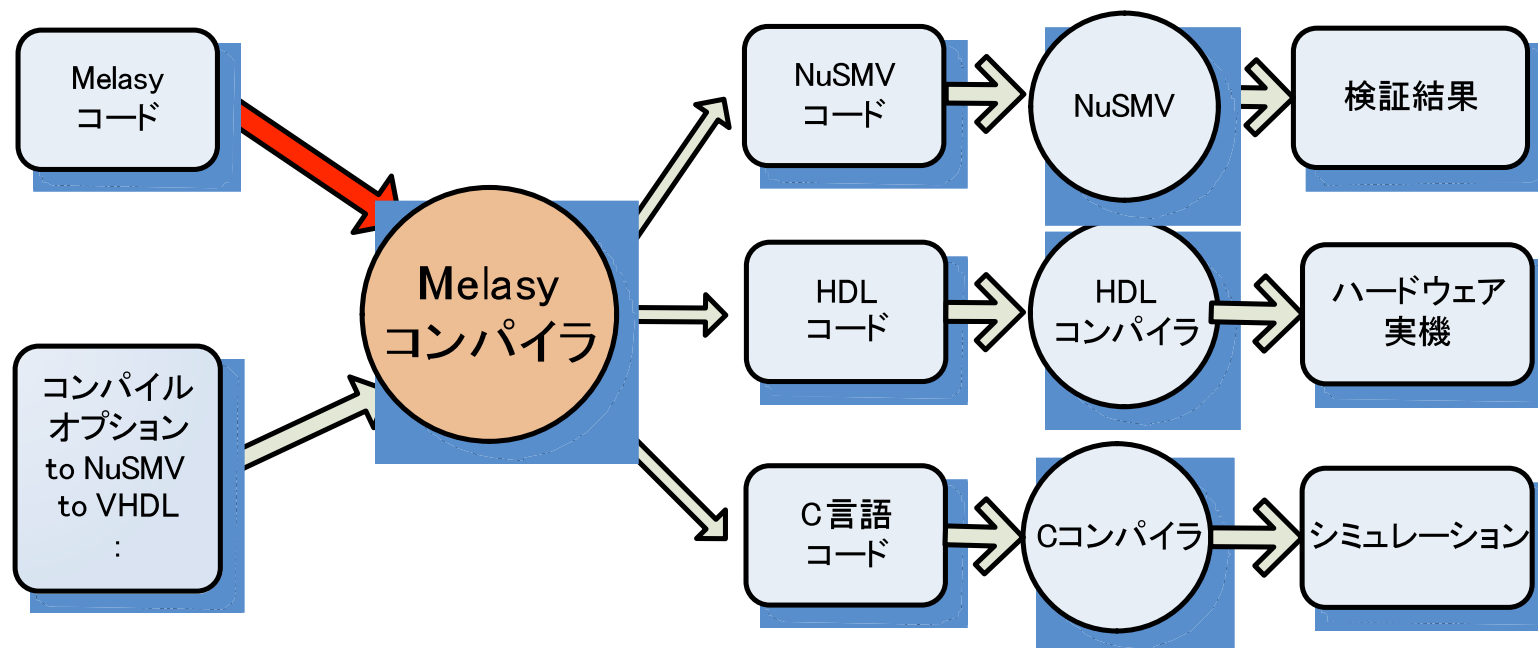 Melasy
コード
コンパイル
オプション
to NuSMV
to VHDL
:
Melasy
コンパイラ
NuSMV
コード
NuSMV
検証結果
HDL
コード
HDL
コンパイラ
ハードウェア
実機
C言語
コード
Cコンパイラ
シミュレーション